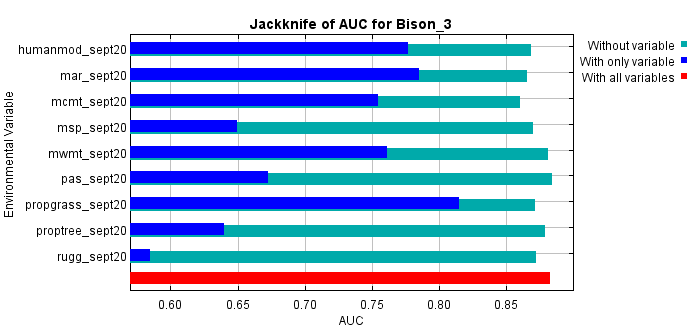 Jackknife of AUC for Bison_3
Without variable
With only variable
With all variables
Environmental Variable
humanmod_sept20
mar_sept20
mcmt_sept20
msp_sept20
mwmt_sept20
pas_sept20
propgrass_sept20
proptree_sept20
rugg_sept20
0.60 0.65 0.70 0.75 0.80 0.85
AUC